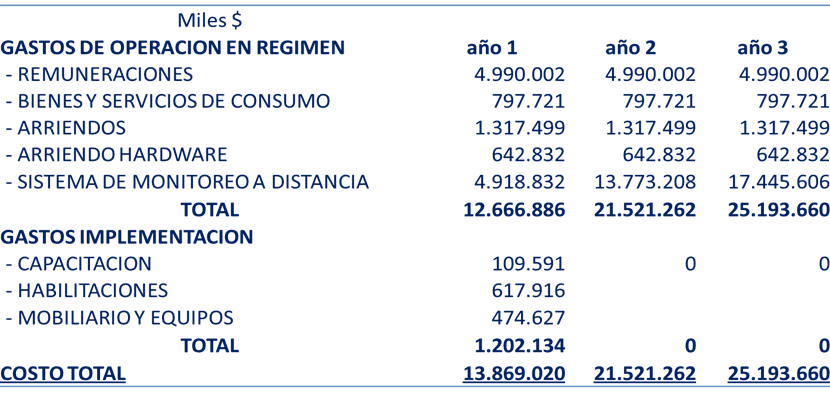 Miles $
GASTOS DE OPERACION EN REGIMEN año 1 año 2 año 3
- REMUNERACIONES 4.990.002 4.990.002 4.990.002
- BIENES Y SERVICIOS DE CONSUMO 797.721 797.721 797.721
- ARRIENDOS 1.317.499 1.317.499 1.317.499
- ARRIENDO HARDWARE 642.832 642.832 642.832
- SISTEMA DE MONITOREO A DISTANCIA 4.918.832 13.773.208 17.445.606
TOTAL 12.666.886 21.521.262 25.193.660
GASTOS IMPLEMENTACION
- CAPACITACION 109.591 0 0
- HABILITACIONES 617.916
- MOBILIARIO Y EQUIPOS 474.627
TOTAL 1.202.134 0 0
COSTO TOTAL 13.869.020 21.521.262 25.193.660